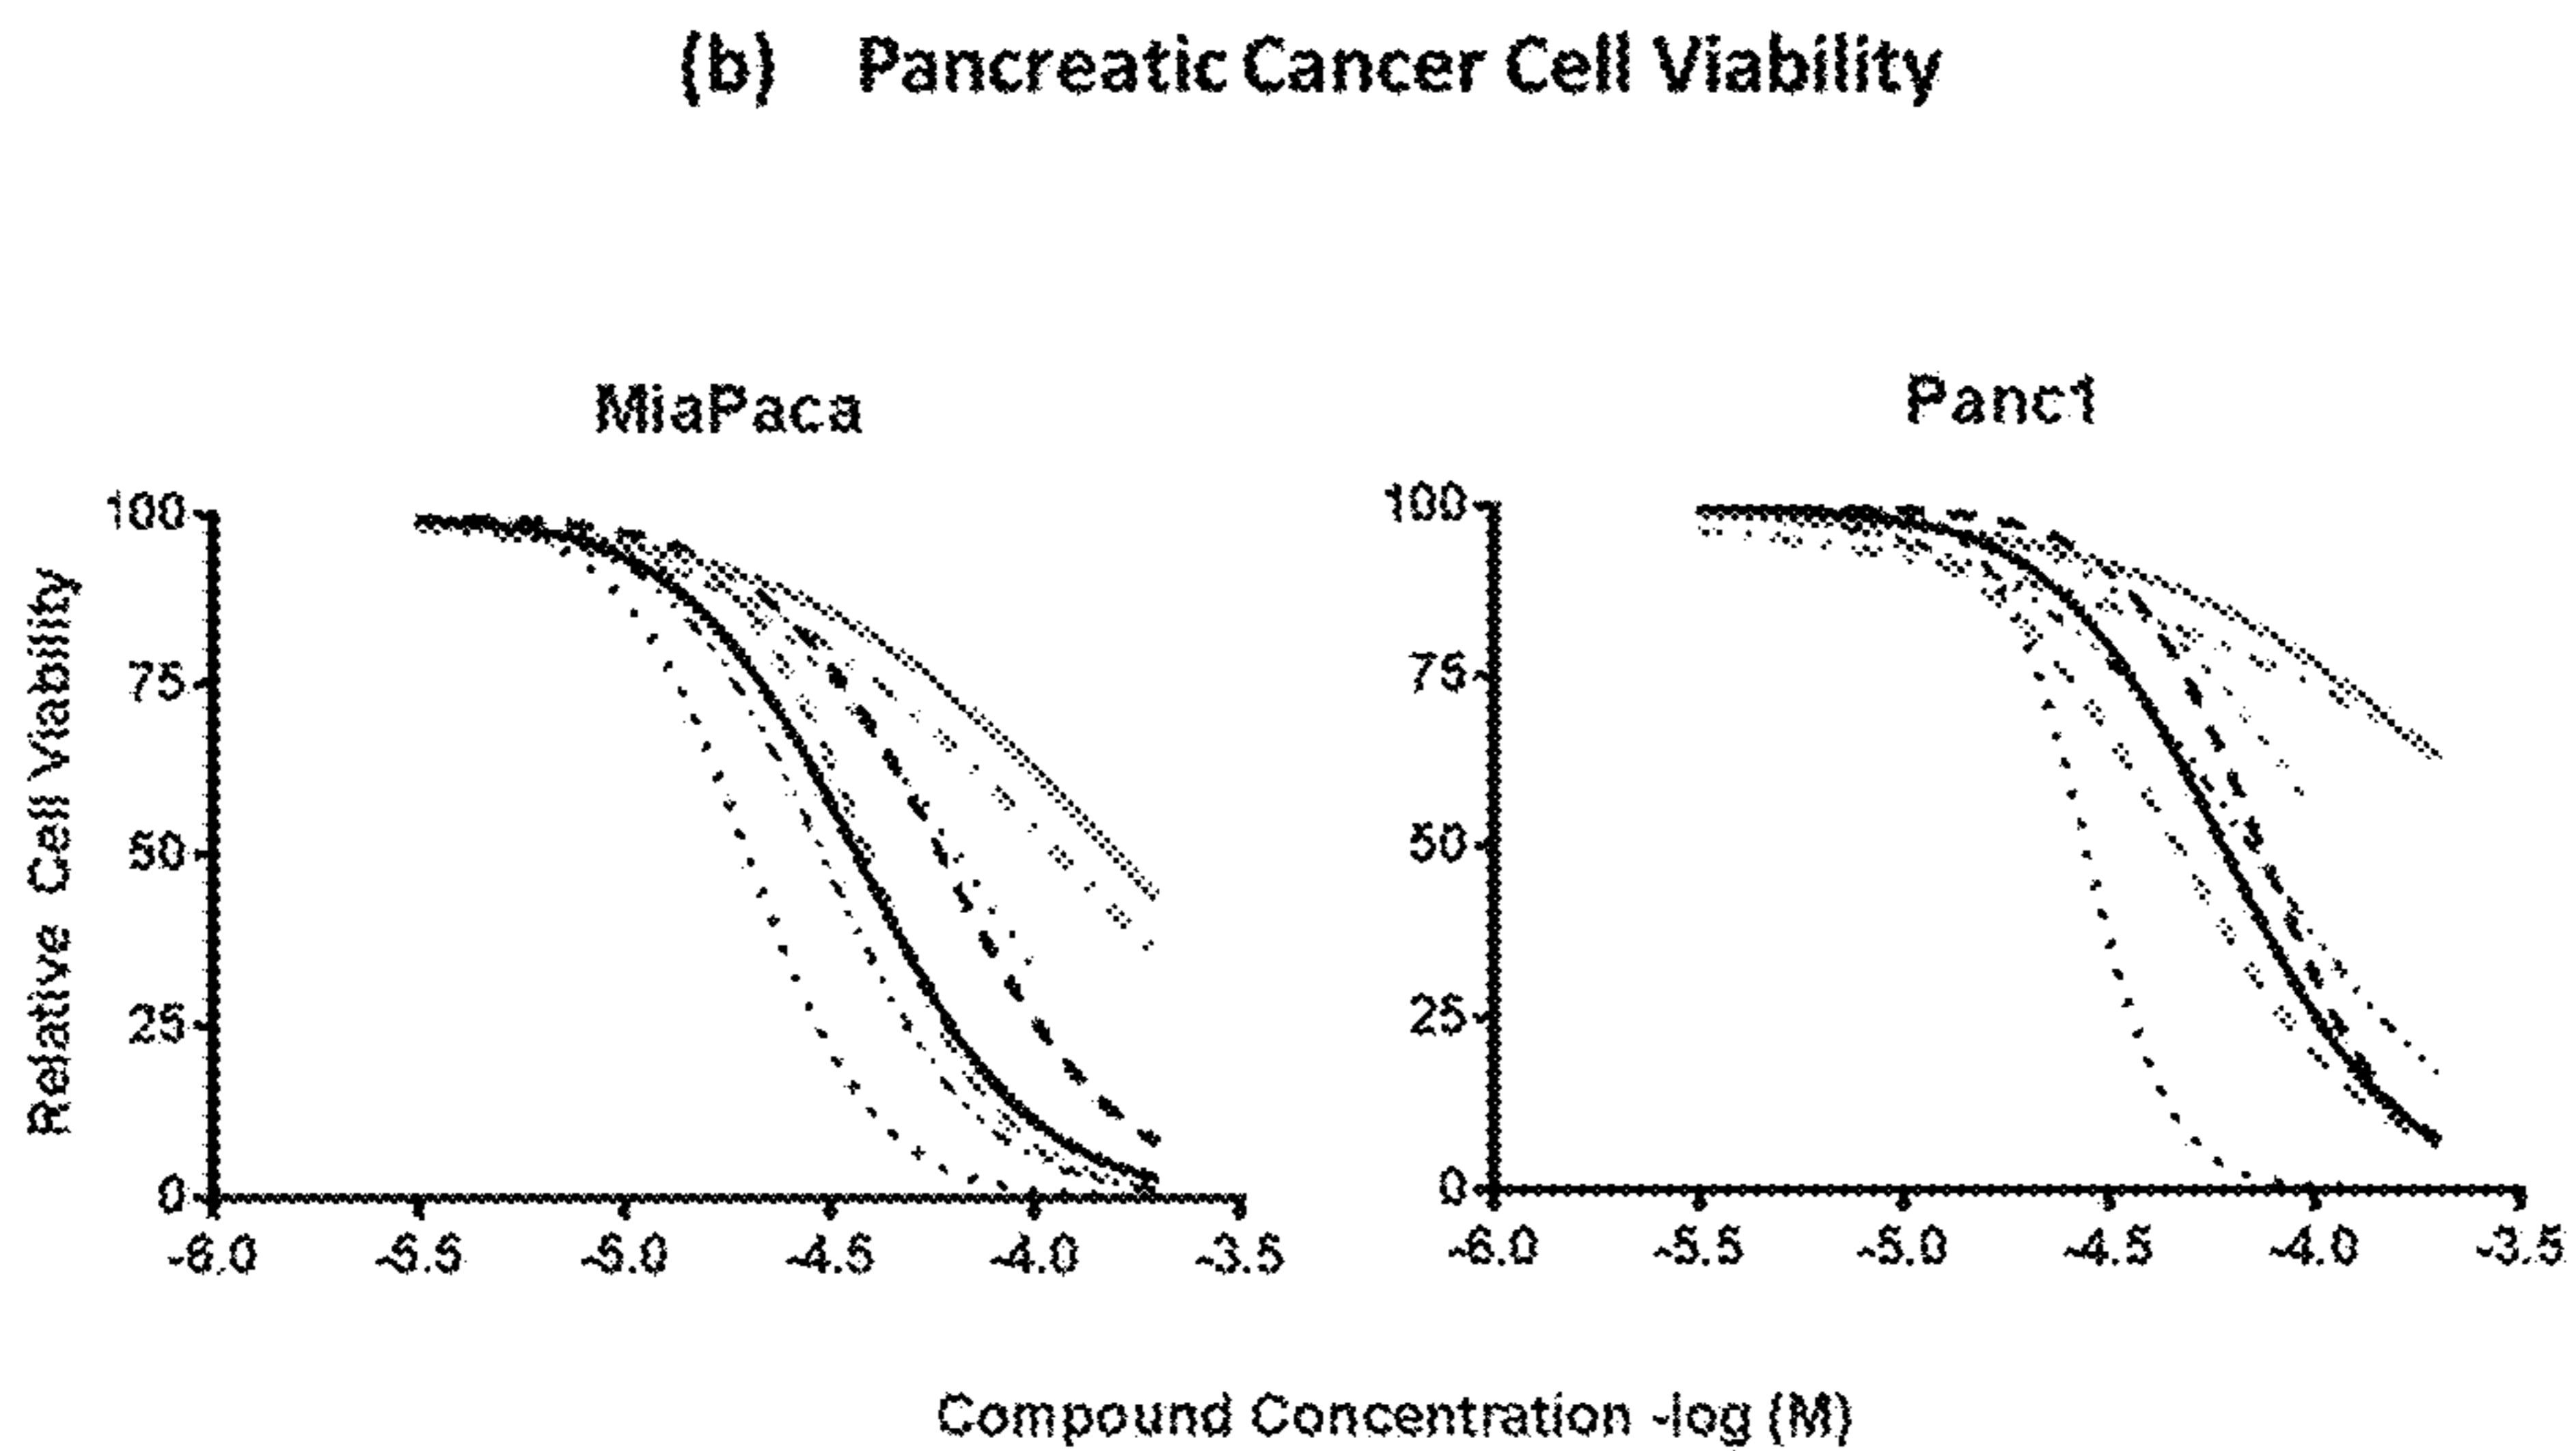 (b) Pancreatic Cancer Cell Viability
MiaPaca
Panc1
Relative Cell Viability
100
75
50
25
0
-6.0 -5.5 -5.0 -4.5 -4.0 -3.5
100
75
50
25
0
-6.0 -5.5 -5.0 -4.5 -4.0 -3.5
Compound Concentration -log (M)